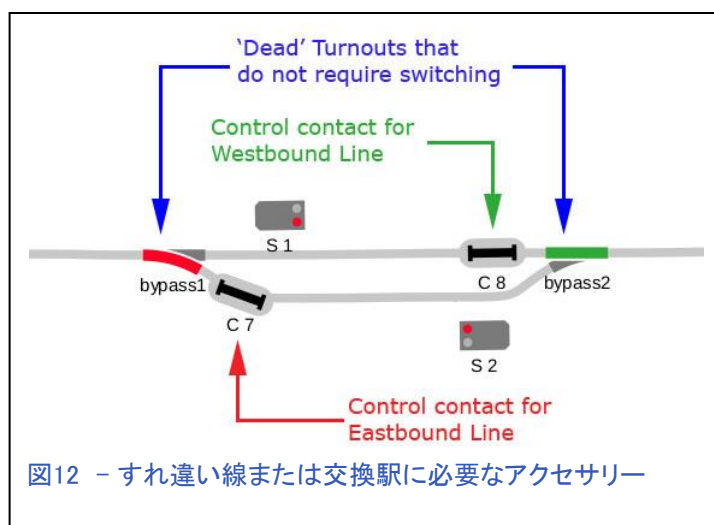 ‘Dead’ Turnouts that
do not require switching
Control contact for
Westbound Line
S 1
bypass1
C 8
bypass2
C 7
S 2
Control contact for
Eastbound Line
図12 – すれ違い線または交換駅に必要なアクセサリー